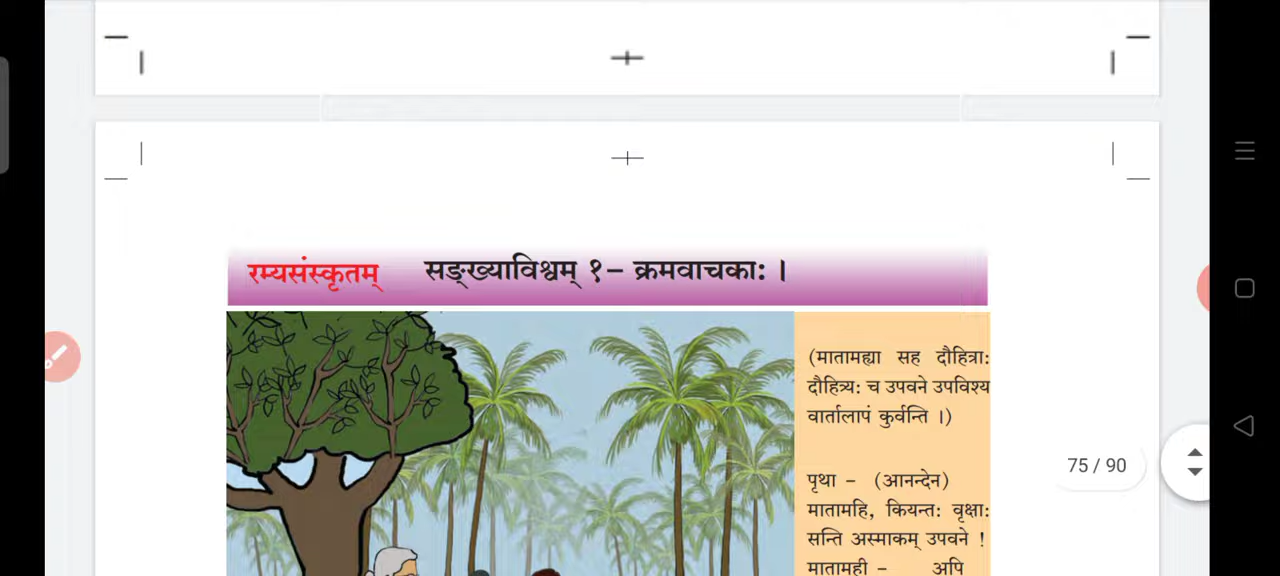 रम्यसंस्कृतम् सङ्ख्याविश्वम् १– क्रमवाचकाः ।
(मातामह्या सह दौहित्राः
दौहित्र्यः च उपवने उपविश्य
वार्तालापं कुर्वन्ति ।)
पृथा – (आनन्देन)
मातामहि, कियन्तः वृक्षाः
सन्ति अस्माकम् उपवने !
मातामही – अपि
75 / 90